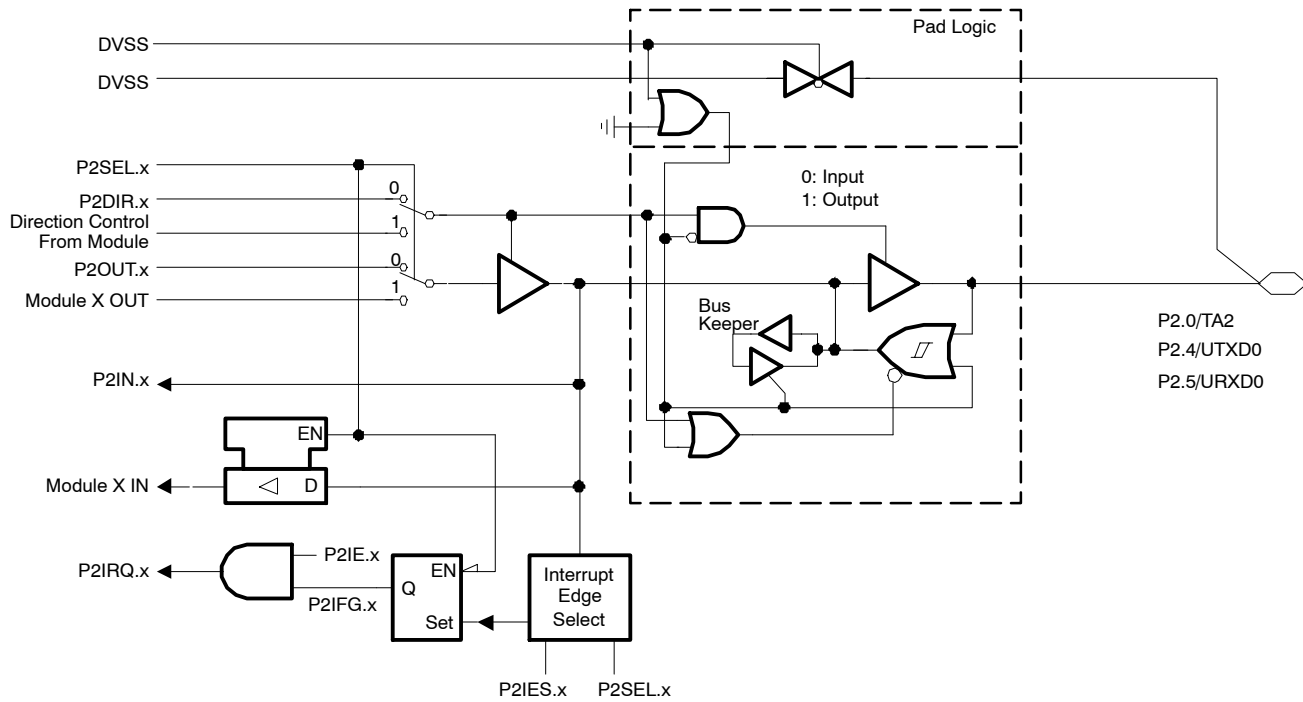 Pad Logic
DVSS
DVSS
P2SEL.x
0
P2DIR.x
1
Direction Control
From Module
0
P2OUT.x
1
Module X OUT
0: Input
1: Output
Bus
Keeper
P2.0/TA2
P2.4/UTXD0
P2.5/URXD0
P2IN.x
EN
D
Module X IN
P2IE.x
P2IRQ.x
P2IFG.x
EN
Q
Set
Interrupt
Edge
Select
P2IES.x
P2SEL.x